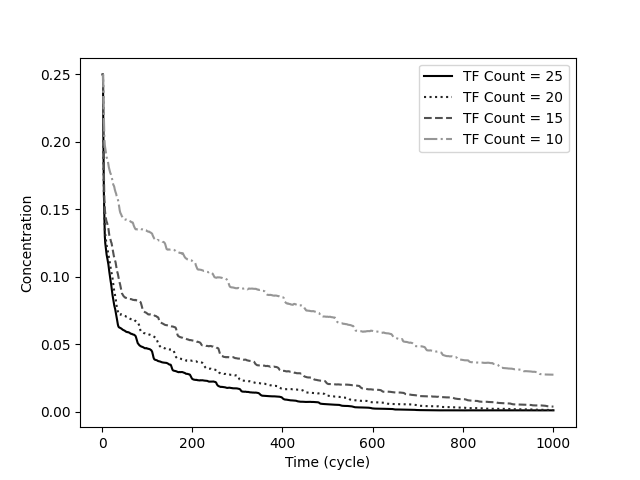 0.25
0.20
0.15
0.10
0.05
0.00
Concentration
0
200
400
600
800
1000
Time (cycle)
TF Count = 25
TF Count = 20
TF Count = 15
TF Count = 10